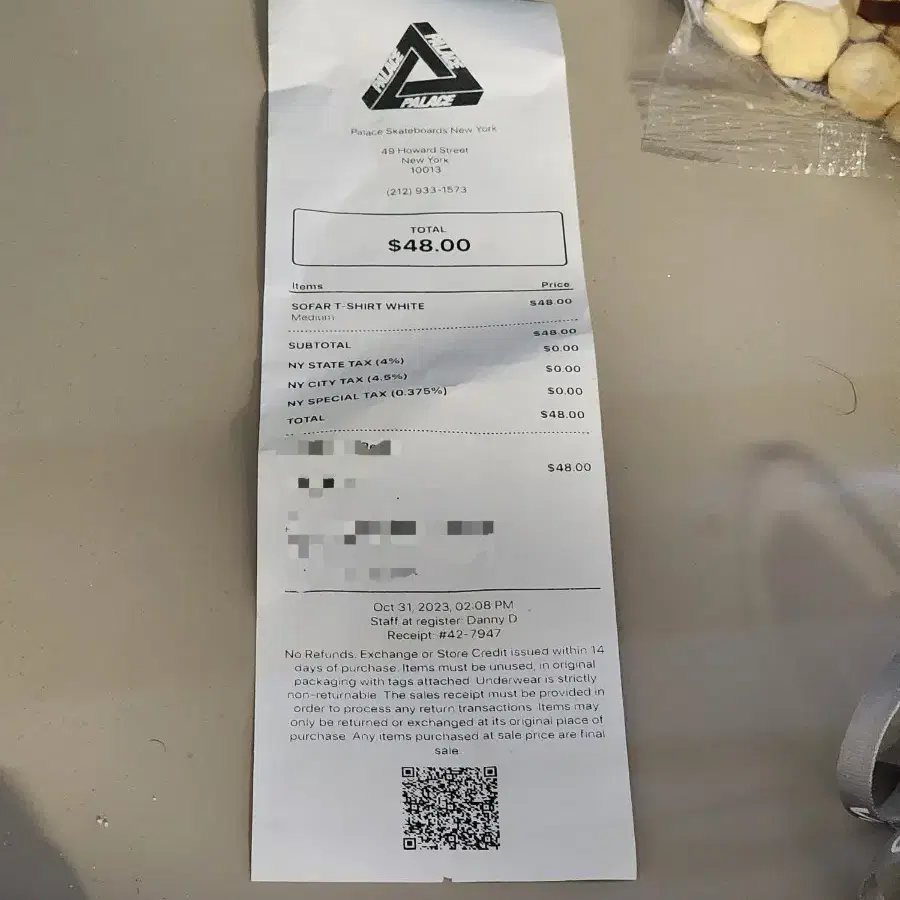 PALACE
PALACE
PALACE
Palace Skateboards New York
49 Howard Street
New York
10013
(212) 933-1573
TOTAL
$48.00
Items Price
SOFAR T-SHIRT WHITE $48.00
Medium
SUBTOTAL $48.00
NY STATE TAX (4%) $0.00
NY CITY TAX (4.5%) $0.00
NY SPECIAL TAX (0.375%) $0.00
TOTAL $48.00
$48.00
Oct 31, 2023, 02:08 PM
Staff at register: Danny D
Receipt: #42-7947
No Refunds. Exchange or Store Credit issued within 14
days of purchase. Items must be unused, in original
packaging with tags attached. Underwear is strictly
non-returnable. The sales receipt must be provided in
order to process any return transactions. Items may
only be returned or exchanged at its original place of
purchase. Any items purchased at sale price are final
sale.